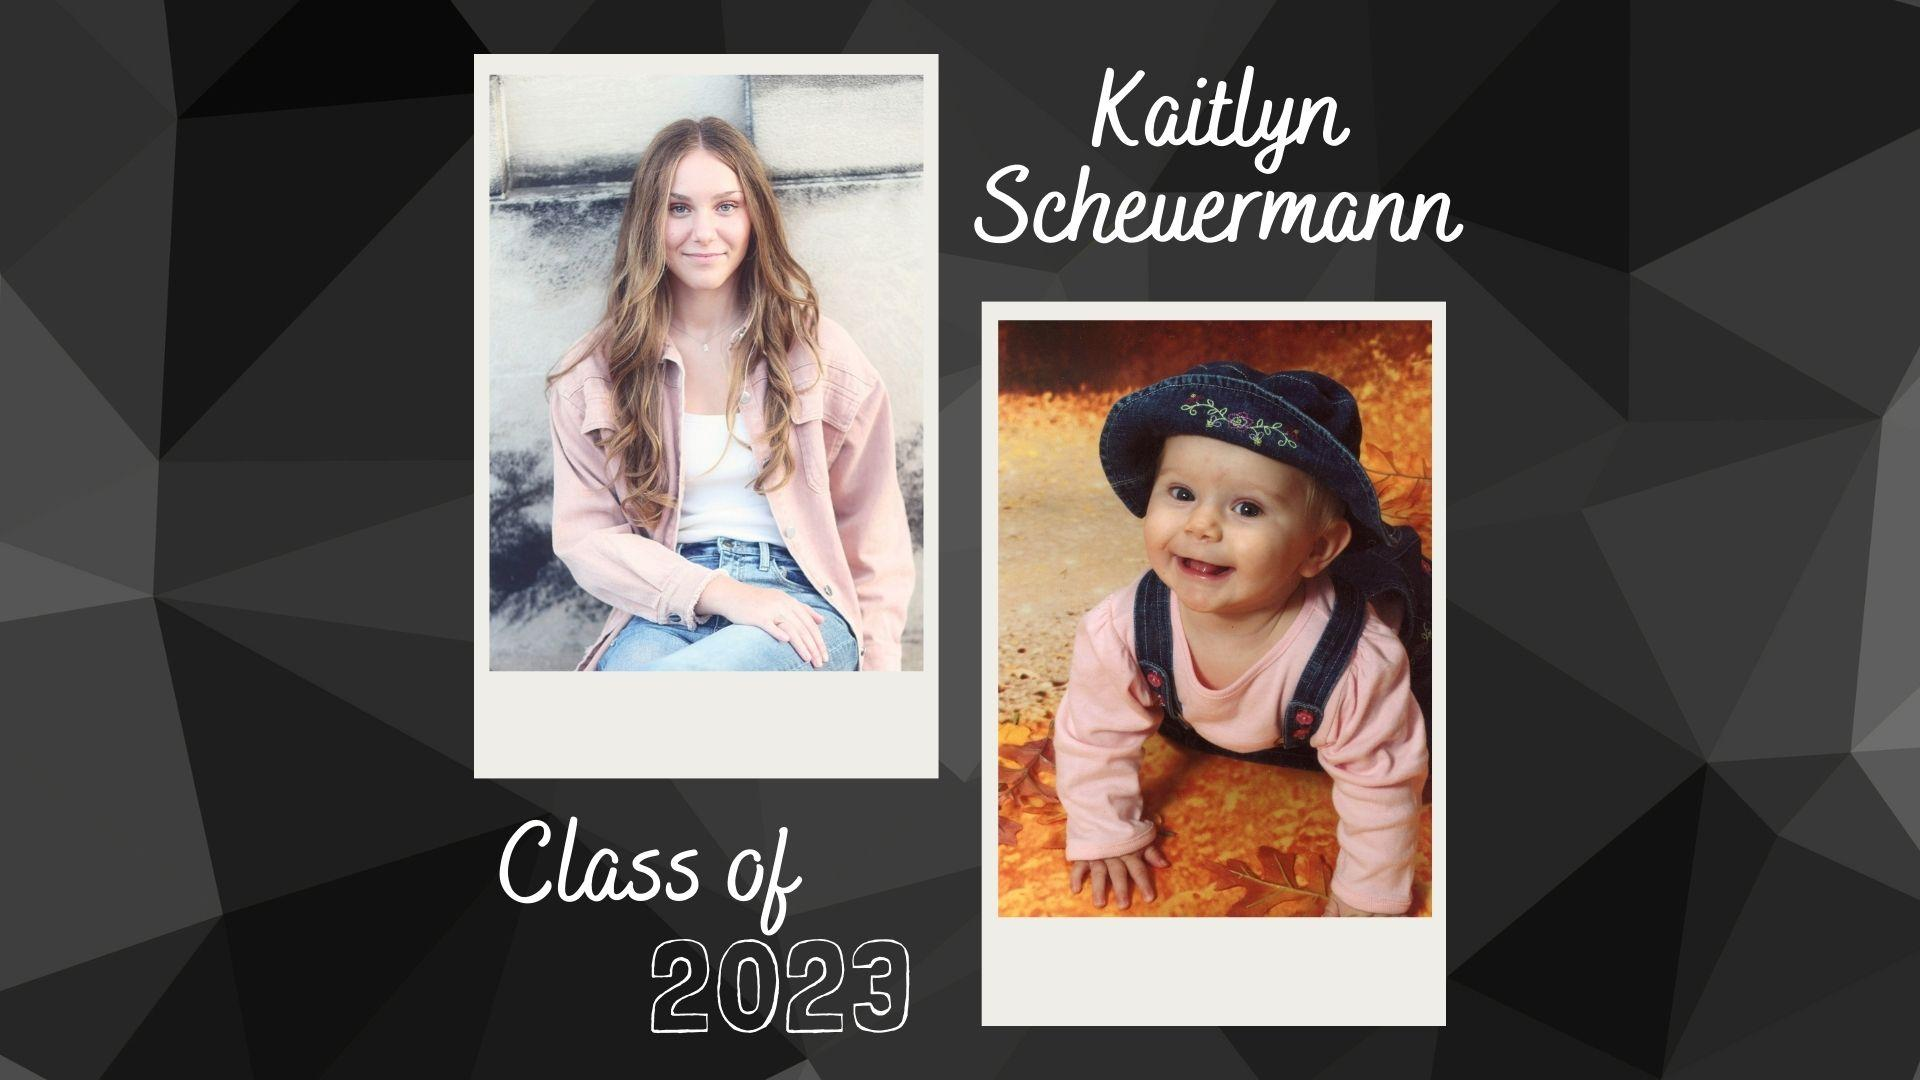 Kaitlyn
Scheuermann
Class of
2023